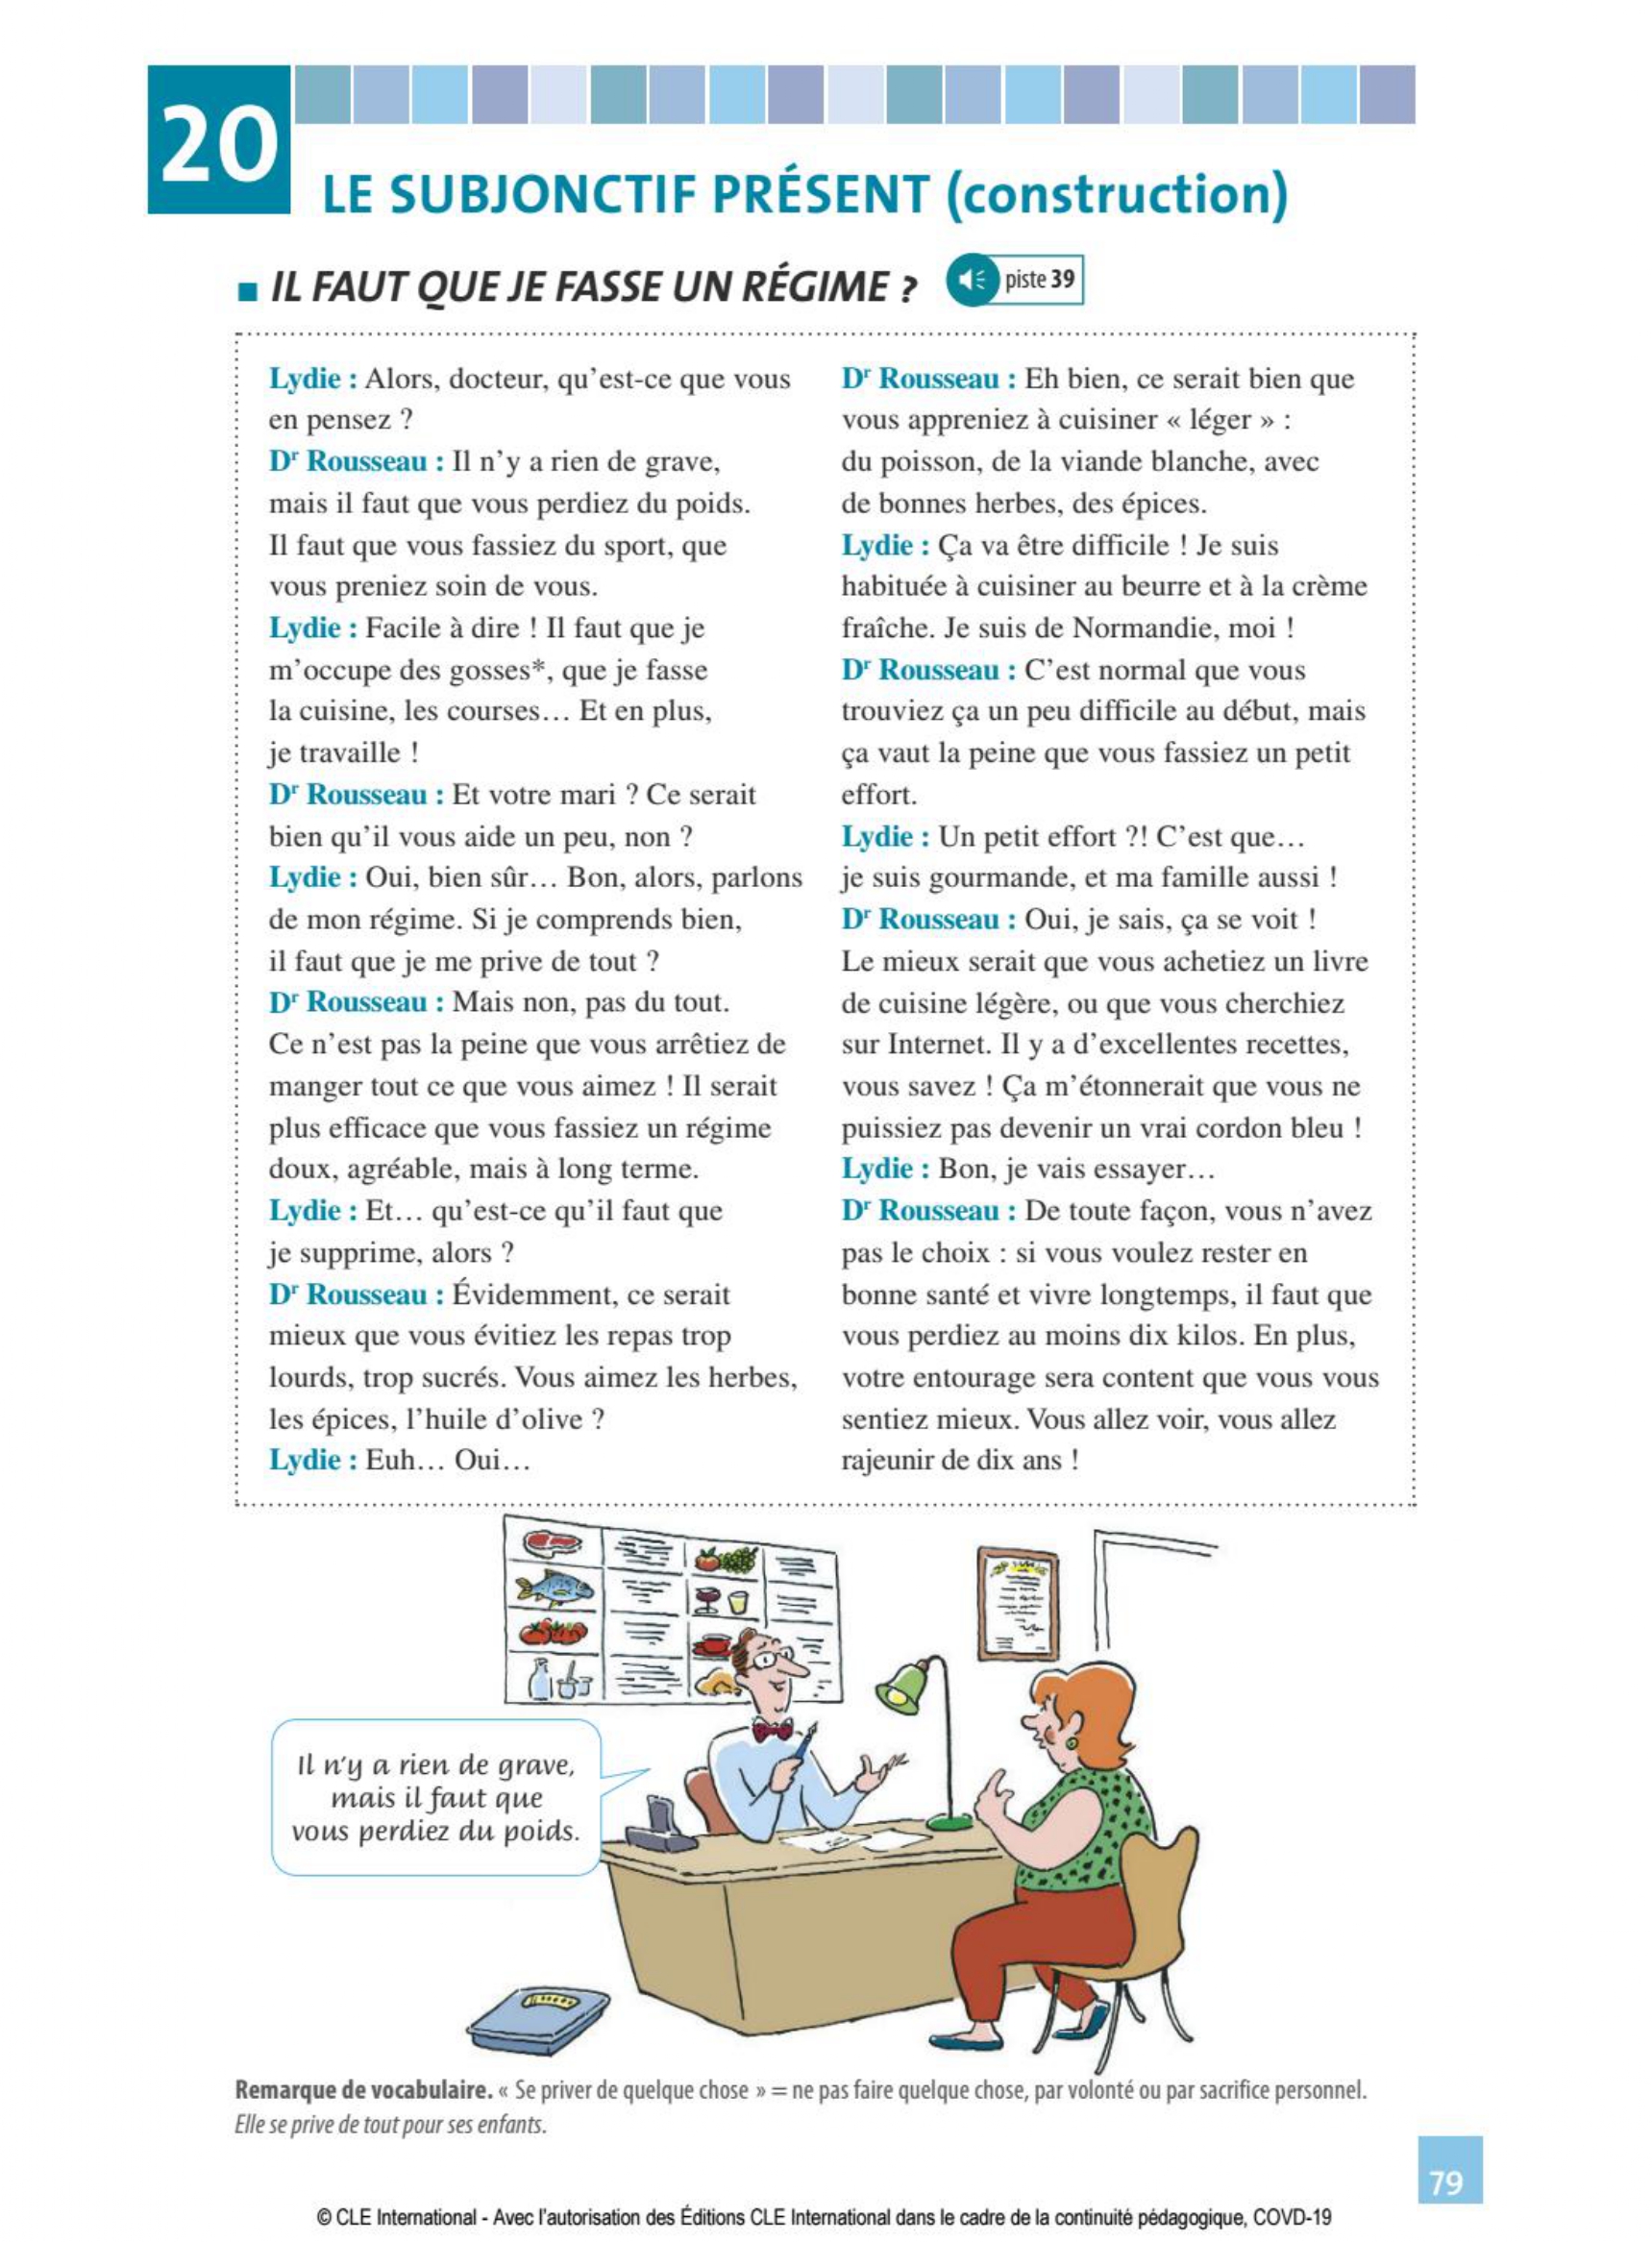 20
LE SUBJONCTIF PRÉSENT (construction)
IL FAUT QUE JE FASSE UN RÉGIME ?
piste 39
Lydie : Alors, docteur, qu'est-ce que vous
en pensez ?
Dr Rousseau : Il n'y a rien de grave,
mais il faut que vous perdiez du poids.
Il faut que vous fassiez du sport, que
vous preniez soin de vous.
Lydie : Facile à dire ! Il faut que je
m'occupe des gosses*, que je fasse
la cuisine, les courses… Et en plus,
je travaille !
Dr Rousseau : Et votre mari ? Ce serait
bien qu'il vous aide un peu, non ?
Lydie : Oui, bien sûr… Bon, alors, parlons
de mon régime. Si je comprends bien,
il faut que je me prive de tout ?
Dr Rousseau : Mais non, pas du tout.
Ce n'est pas la peine que vous arrêtiez de
manger tout ce que vous aimez ! Il serait
plus efficace que vous fassiez un régime
doux, agréable, mais à long terme.
Lydie : Et… qu'est-ce qu'il faut que
je supprime, alors ?
Dr Rousseau : Évidemment, ce serait
mieux que vous évitiez les repas trop
lourds, trop sucrés. Vous aimez les herbes,
les épices, l'huile d'olive ?
Lydie : Euh… Oui…
Dr Rousseau : Eh bien, ce serait bien que
vous appreniez à cuisiner « léger » :
du poisson, de la viande blanche, avec
de bonnes herbes, des épices.
Lydie : Ça va être difficile ! Je suis
habituée à cuisiner au beurre et à la crème
fraîche. Je suis de Normandie, moi !
Dr Rousseau : C'est normal que vous
trouviez ça un peu difficile au début, mais
ça vaut la peine que vous fassiez un petit
effort.
Lydie : Un petit effort ?! C'est que…
je suis gourmande, et ma famille aussi !
Dr Rousseau : Oui, je sais, ça se voit !
Le mieux serait que vous achetiez un livre
de cuisine légère, ou que vous cherchiez
sur Internet. Il y a d'excellentes recettes,
vous savez ! Ça m'étonnerait que vous ne
puissiez pas devenir un vrai cordon bleu !
Lydie : Bon, je vais essayer…
Dr Rousseau : De toute façon, vous n'avez
pas le choix : si vous voulez rester en
bonne santé et vivre longtemps, il faut que
vous perdiez au moins dix kilos. En plus,
votre entourage sera content que vous vous
sentiez mieux. Vous allez voir, vous allez
rajeunir de dix ans !
Il n'y a rien de grave,
mais il faut que
vous perdiez du poids.
Remarque de vocabulaire. « Se priver de quelque chose » = ne pas faire quelque chose, par volonté ou par sacrifice personnel.
Elle se prive de tout pour ses enfants.
79
© CLE International - Avec l'autorisation des Éditions CLE International dans le cadre de la continuité pédagogique, COVD-19